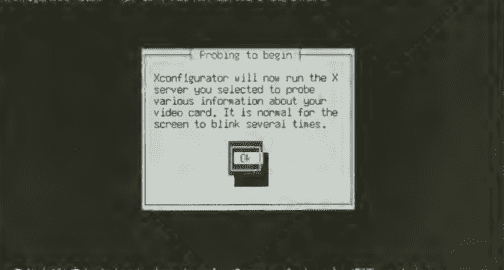 Probing to begin
Xconfigurator will now run the X
server you selected to probe
various information about your
video card. It is normal for the
screen to blink several times.
Ok